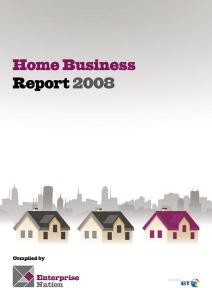 Home Business
Report 2008
Compiled by
Enterprise
Nation
BT